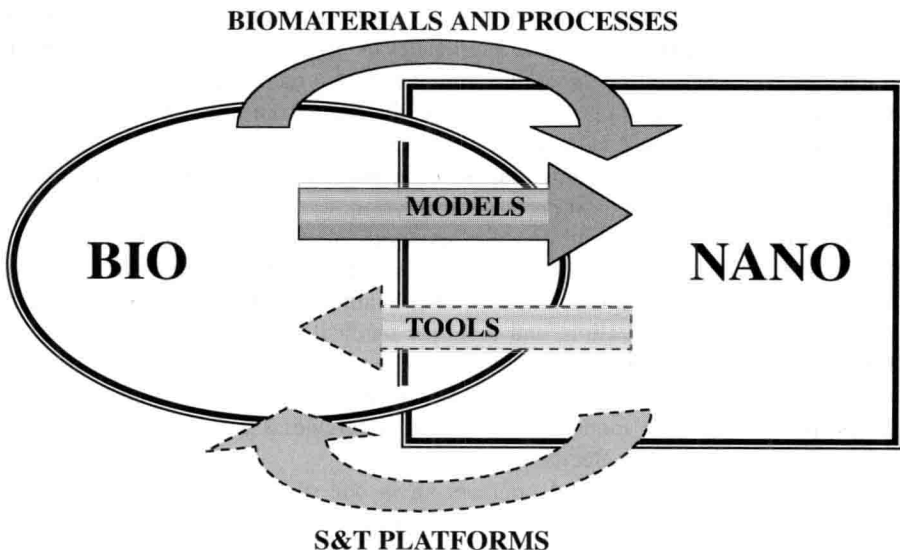 BIOMATERIALS AND PROCESSES
MODELS
BIO
NANO
TOOLS
S&T PLATFORMS